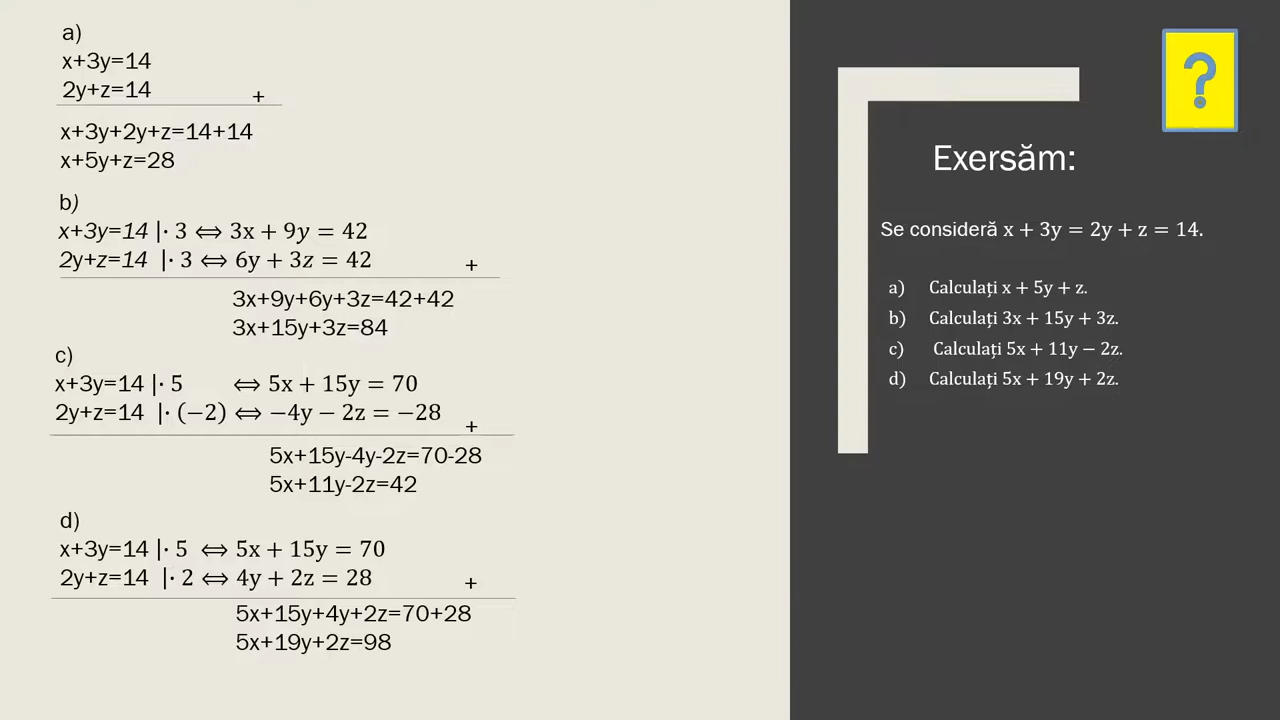 a)
x+3y=14
2y+z=14 +
x+3y+2y+z=14+14
x+5y+z=28
b)
x+3y=14 |· 3 ⇔ 3x + 9y = 42
2y+z=14 |· 3 ⇔ 6y + 3z = 42 +
3x+9y+6y+3z=42+42
3x+15y+3z=84
c)
x+3y=14 |· 5 ⇔ 5x + 15y = 70
2y+z=14 |· (−2) ⇔ −4y − 2z = −28 +
5x+15y-4y-2z=70-28
5x+11y-2z=42
d)
x+3y=14 |· 5 ⇔ 5x + 15y = 70
2y+z=14 |· 2 ⇔ 4y + 2z = 28 +
5x+15y+4y+2z=70+28
5x+19y+2z=98
?
Exersăm:
Se consideră x + 3y = 2y + z = 14.
a) Calculați x + 5y + z.
b) Calculați 3x + 15y + 3z.
c) Calculați 5x + 11y − 2z.
d) Calculați 5x + 19y + 2z.